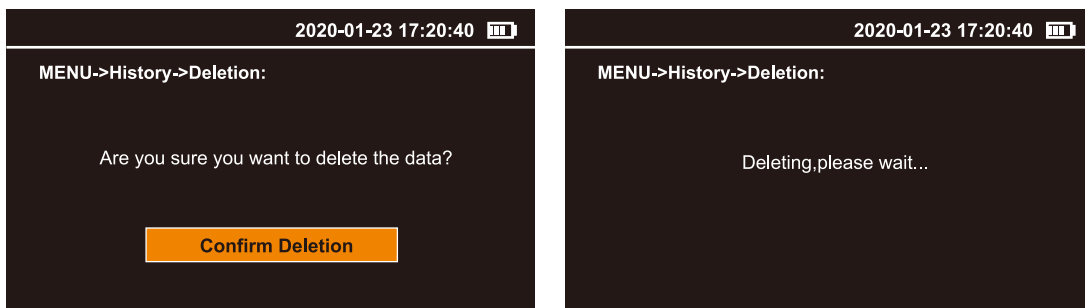 2020-01-23 17:20:40
MENU->History->Deletion:
Are you sure you want to delete the data?
Confirm Deletion
2020-01-23 17:20:40
MENU->History->Deletion:
Deleting,please wait...